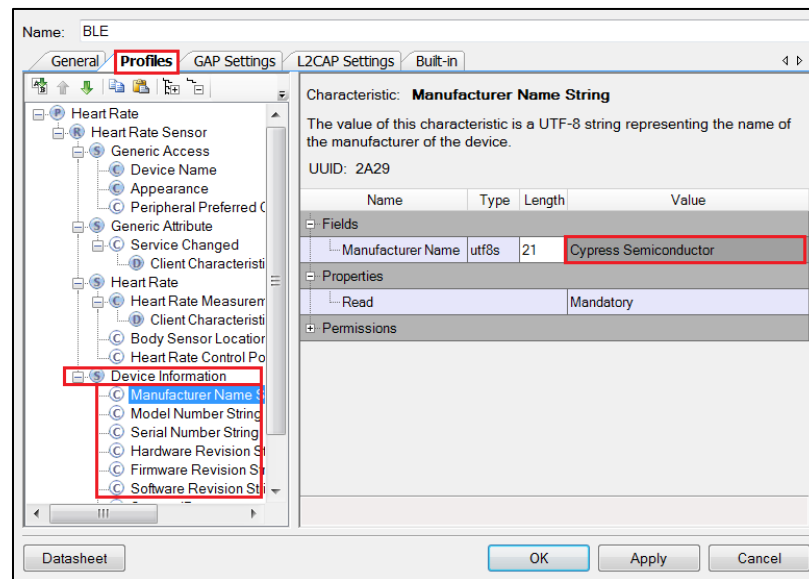 Name: BLE
General Profiles GAP Settings L2CAP Settings Built-in
Heart Rate
Heart Rate Sensor
Generic Access
Device Name
Appearance
Peripheral Preferred
Generic Attribute
Service Changed
Client Characteristi
Heart Rate
Heart Rate Measurem
Client Characteristi
Body Sensor Location
Heart Rate Control Po
Device Information
Manufacturer Name S
Model Number String
Serial Number String
Hardware Revision St
Firmware Revision Str
Software Revision Stri
Characteristic: Manufacturer Name String
The value of this characteristic is a UTF-8 string representing the name of
the manufacturer of the device.
UUID: 2A29
Name Type Length Value
Fields
Manufacturer Name utf8s 21 Cypress Semiconductor
Properties
Read Mandatory
Permissions
Datasheet OK Apply Cancel